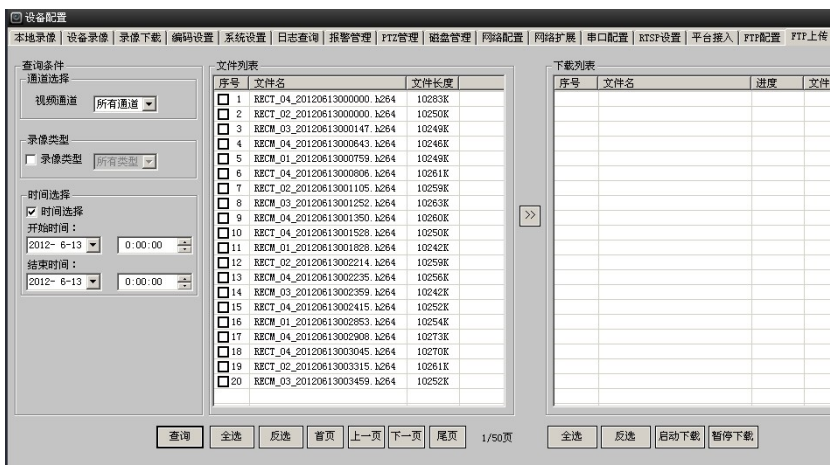 设备配置
本地录像 设备录像 录像下载 编码设置 系统设置 日志查询 报警管理 PTZ管理 磁盘管理 网络配置 网络扩展 串口配置 RTSP设置 平台接入 FTP配置 FTP上传
查询条件
通道选择
视频通道 所有通道
录像类型
录像类型 所有类型
时间选择
时间选择
开始时间：
2012- 6-13 0:00:00
结束时间：
2012- 6-13 0:00:00
查询
文件列表
序号 文件名 文件长度
1 RECT_04_20120613000000.h264 10283K
2 RECT_02_20120613000000.h264 10250K
3 RECM_03_20120613000147.h264 10249K
4 RECM_04_20120613000643.h264 10246K
5 RECM_01_20120613000759.h264 10249K
6 RECT_04_20120613000806.h264 10261K
7 RECT_02_20120613001105.h264 10259K
8 RECM_03_20120613001252.h264 10263K
9 RECM_04_20120613001350.h264 10260K
10 RECT_04_20120613001528.h264 10250K
11 RECM_01_20120613001828.h264 10242K
12 RECT_02_20120613002214.h264 10259K
13 RECM_04_20120613002235.h264 10256K
14 RECM_03_20120613002359.h264 10242K
15 RECT_04_20120613002415.h264 10252K
16 RECM_01_20120613002853.h264 10254K
17 RECM_04_20120613002908.h264 10273K
18 RECT_04_20120613003045.h264 10270K
19 RECT_02_20120613003315.h264 10261K
20 RECM_03_20120613003459.h264 10252K
全选 反选 首页 上一页 下一页 尾页 1/50页
>>
下载列表
序号 文件名 进度 文件
全选 反选 启动下载 暂停下载